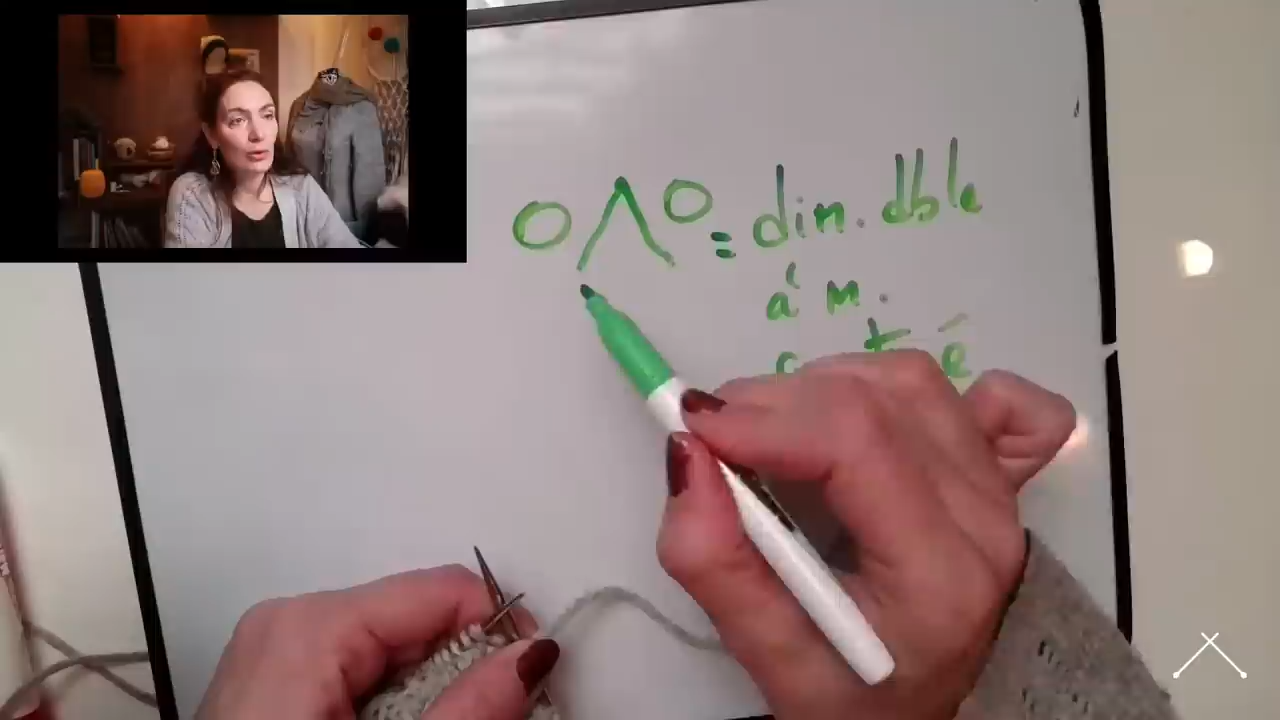 O Λ O = dim. dble
à m.